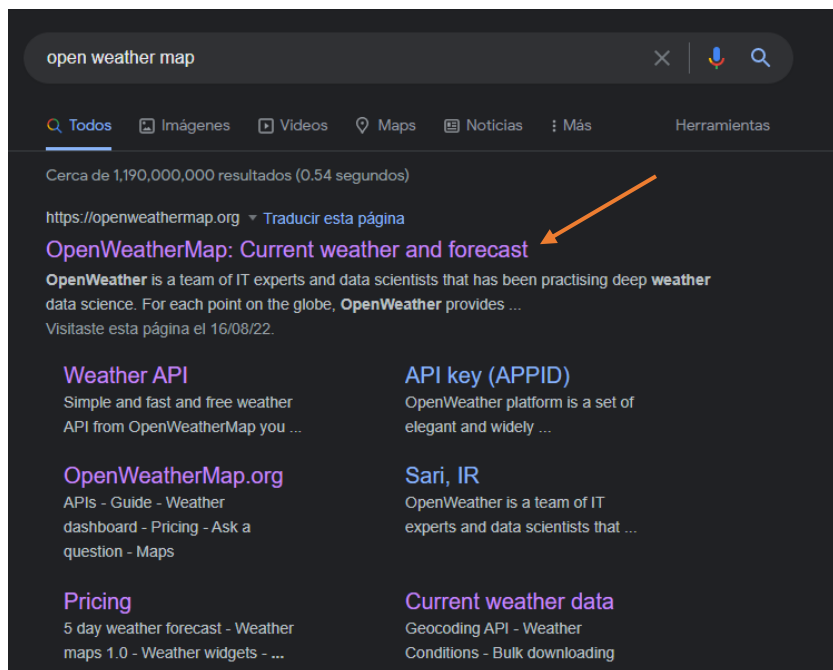 open weather map
Todos Imágenes Videos Maps Noticias Más Herramientas
Cerca de 1,190,000,000 resultados (0.54 segundos)
https://openweathermap.org Traducir esta página
OpenWeatherMap: Current weather and forecast
OpenWeather is a team of IT experts and data scientists that has been practising deep weather
data science. For each point on the globe, OpenWeather provides ...
Visitaste esta página el 16/08/22.
Weather API
Simple and fast and free weather
API from OpenWeatherMap you ...
API key (APPID)
OpenWeather platform is a set of
elegant and widely ...
OpenWeatherMap.org
APIs - Guide - Weather
dashboard - Pricing - Ask a
question - Maps
Sari, IR
OpenWeather is a team of IT
experts and data scientists that ...
Pricing
5 day weather forecast - Weather
maps 1.0 - Weather widgets - ...
Current weather data
Geocoding API - Weather
Conditions - Bulk downloading